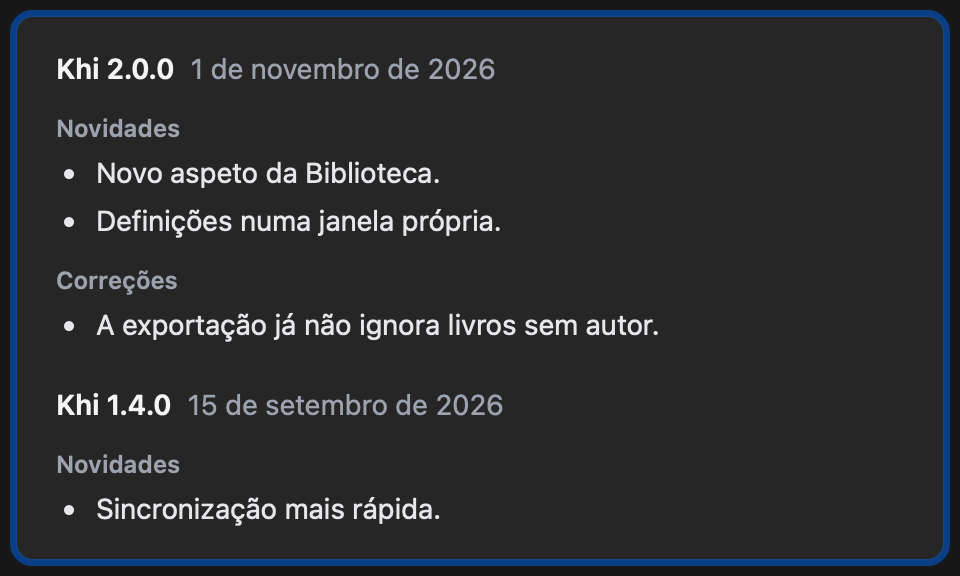 Khi 2.0.0 1 de novembro de 2026
Novidades
• Novo aspeto da Biblioteca.
• Definições numa janela própria.
Correções
• A exportação já não ignora livros sem autor.
Khi 1.4.0 15 de setembro de 2026
Novidades
• Sincronização mais rápida.